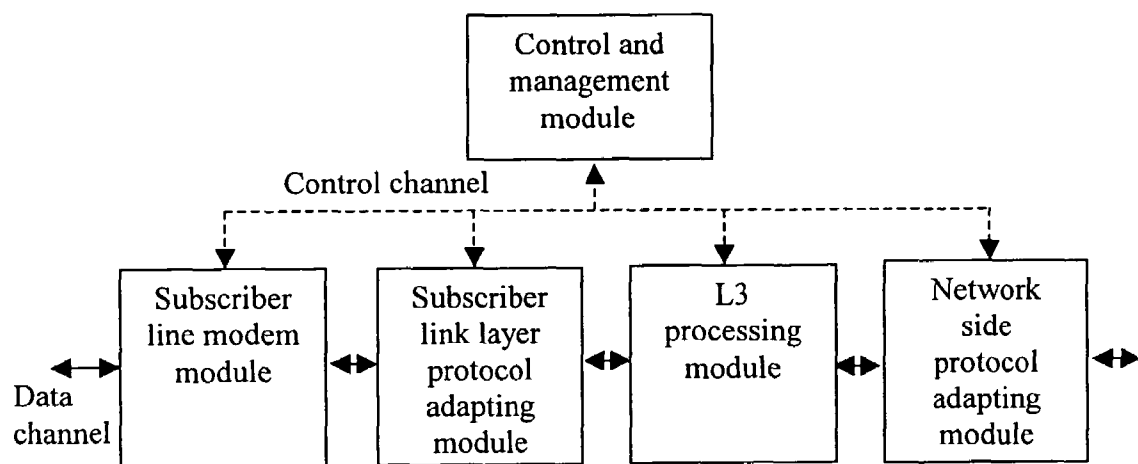 Control and
management
module
Control channel
Subscriber
line modem
module
Subscriber
link layer
protocol
adapting
module
L3
processing
module
Network
side
protocol
adapting
module
Data
channel